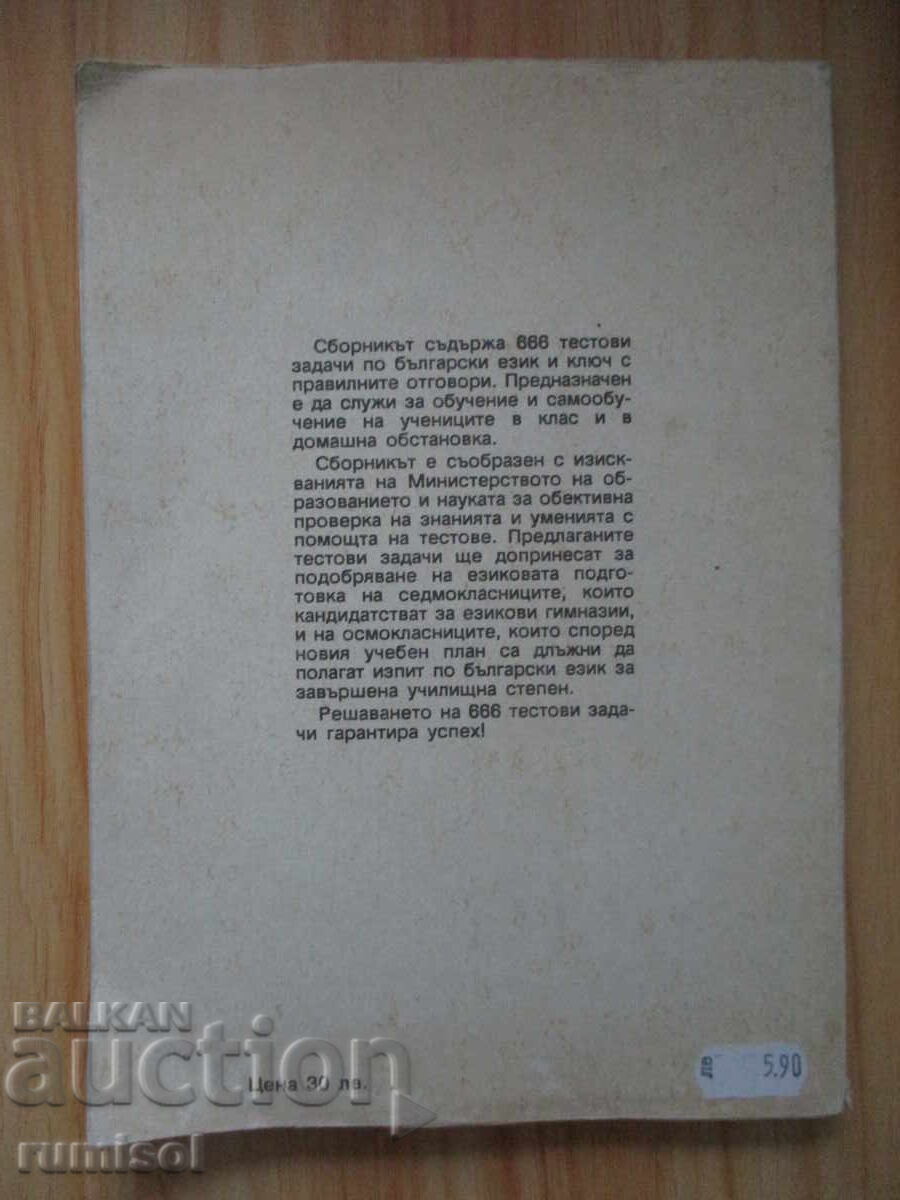 Сборникът съдържа 666 тестови
задачи по български език и ключ с
правилните отговори. Предназначен
е да служи за обучение и самообу-
чение на учениците в клас и в
домашна обстановка.
Сборникът е съобразен с изиск-
ванията на Министерството на об-
разованието и науката за обективна
проверка на знанията и уменията с
помощта на тестове. Предлаганите
тестови задачи ще допринесат за
подобряване на езиковата подго-
товка на седмокласниците, които
кандидатстват за езикови гимназии,
и на осмокласниците, които според
новия учебен план са длъжни да
полагат изпит по български език за
завършена училищна степен.
Решаването на 666 тестови зада-
чи гарантира успех!
BALKAN
auction
Цена 30 лв.
лв 5.90
rumisol